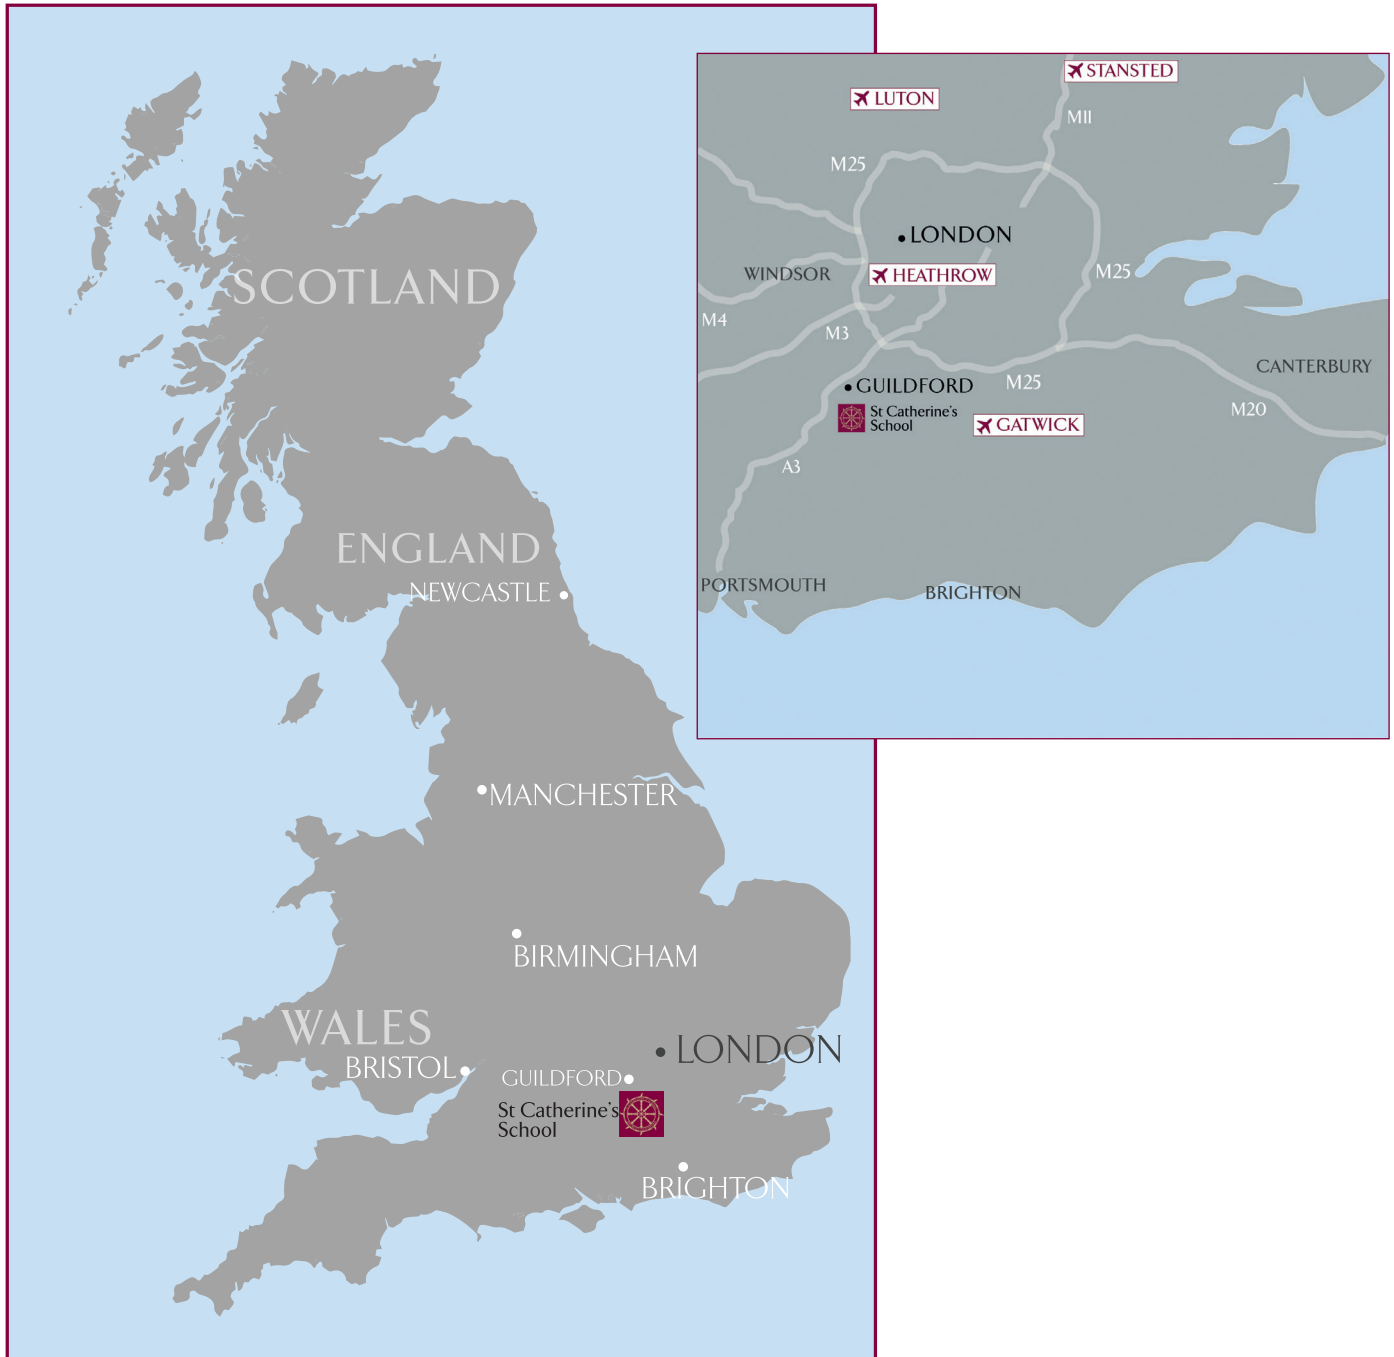 SCOTLAND
ENGLAND
NEWCASTLE
MANCHESTER
BIRMINGHAM
WALES
BRISTOL
LONDON
GUILDFORD
St Catherine's
School
BRIGHTON
STANSTED
LUTON
M11
M25
LONDON
WINDSOR
HEATHROW
M25
M4
M3
CANTERBURY
GUILDFORD
M25
St Catherine's
School
M20
GATWICK
A3
PORTSMOUTH
BRIGHTON